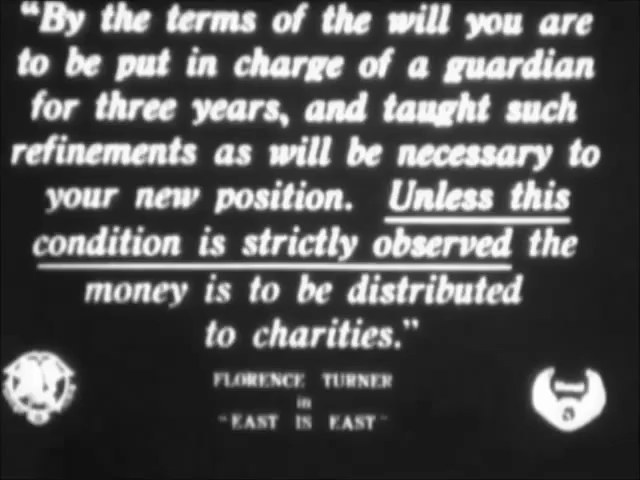 “By the terms of the will you are
to be put in charge of a guardian
for three years, and taught such
refinements as will be necessary to
your new position. Unless this
condition is strictly observed the
money is to be distributed
to charities.”
FLORENCE TURNER
in
“EAST IS EAST”